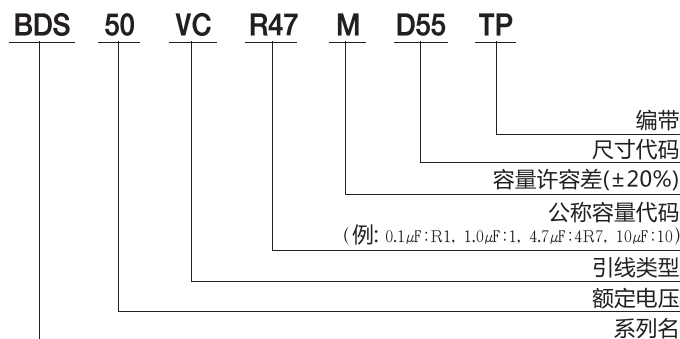 BDS 50 VC R47 M D55 TP
编带
尺寸代码
容量许容差(±20%)
公称容量代码
(例: 0.1μF:R1, 1.0μF:1, 4.7μF:4R7, 10μF:10)
引线类型
额定电压
系列名